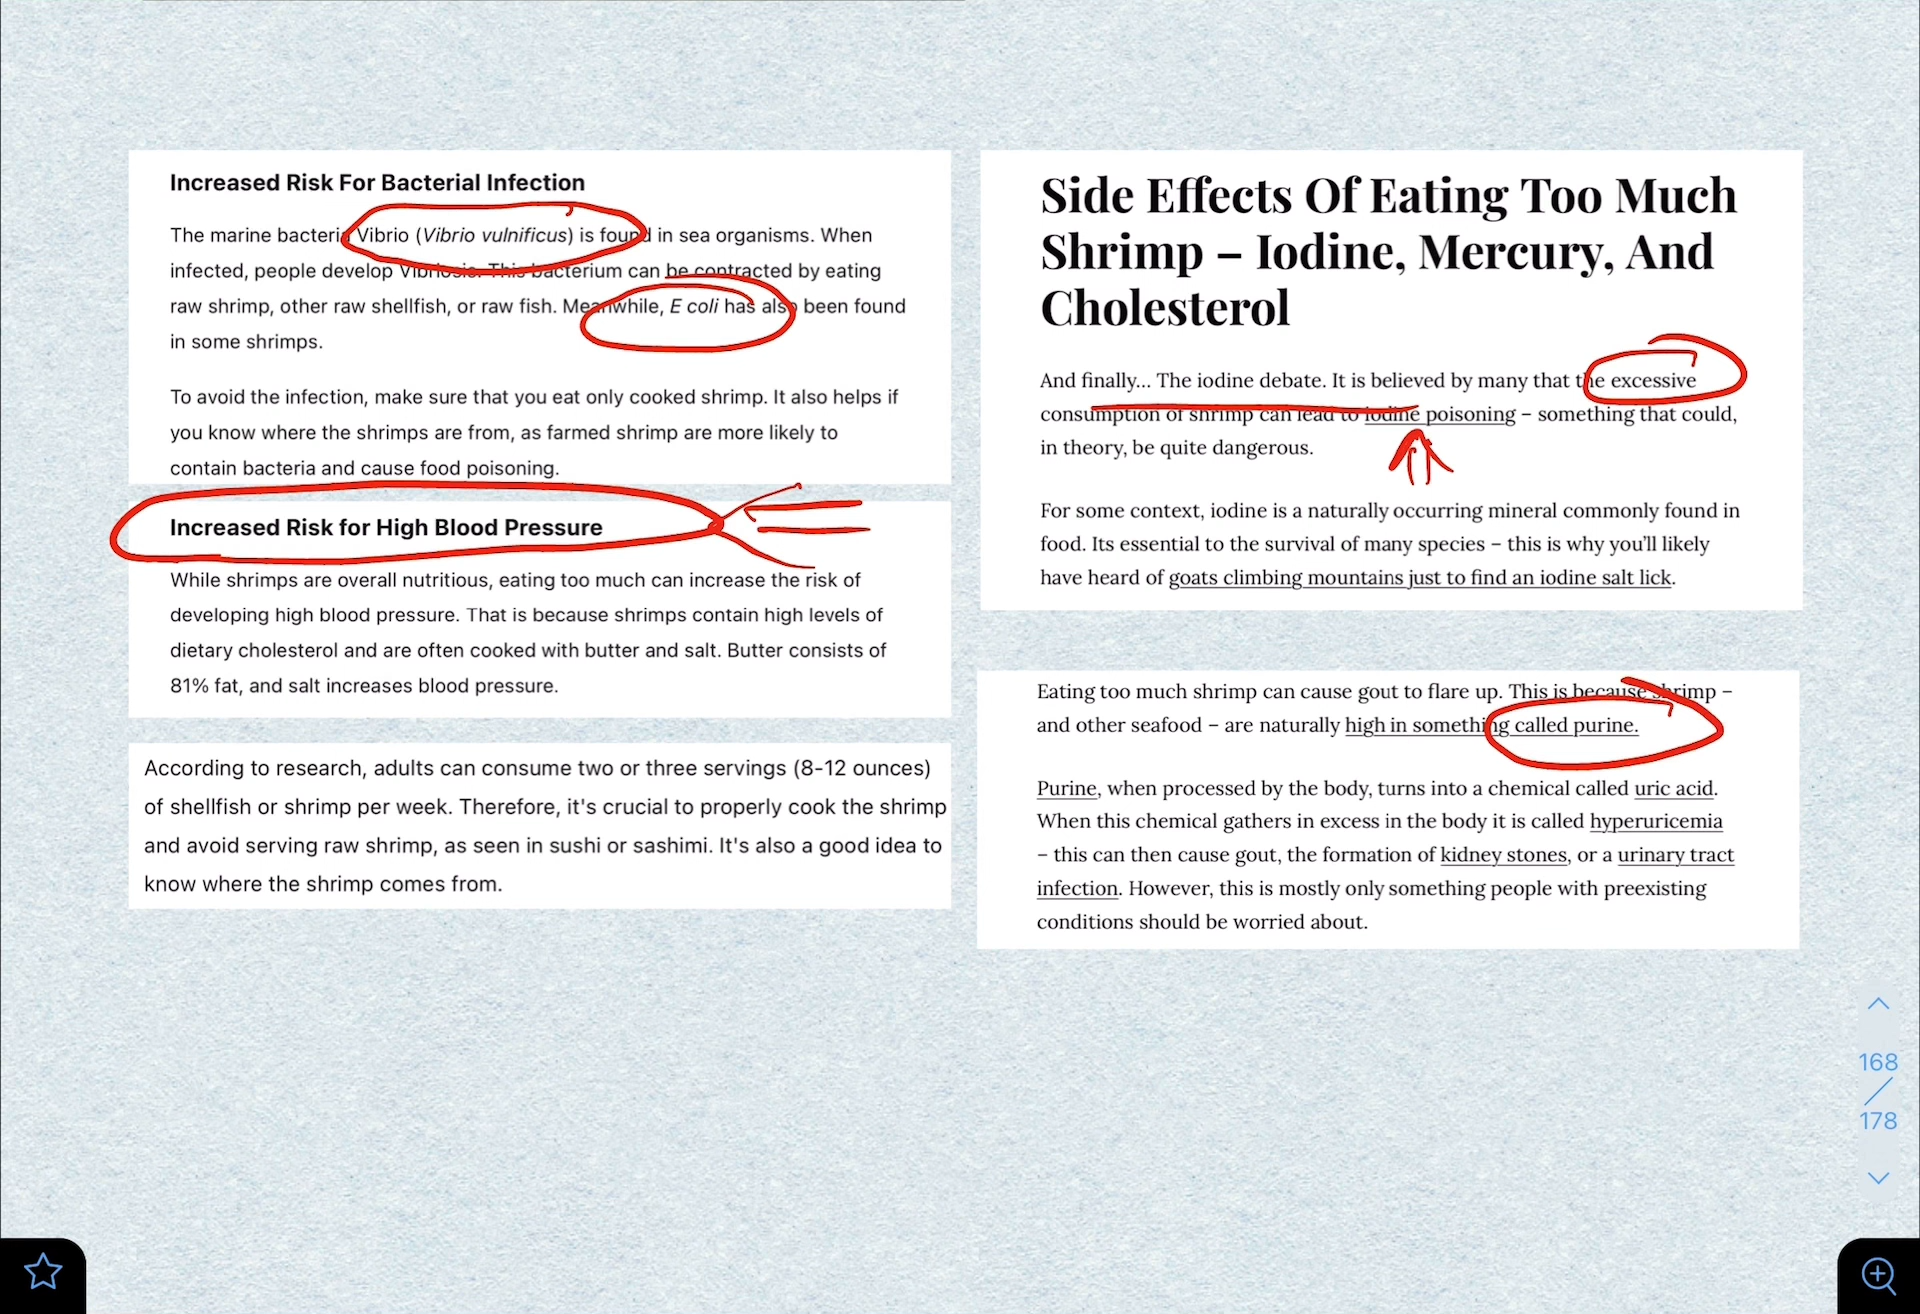 Increased Risk For Bacterial Infection
The marine bacteria Vibrio (Vibrio vulnificus) is found in sea organisms. When
infected, people develop Vibriosis. This bacterium can be contracted by eating
raw shrimp, other raw shellfish, or raw fish. Meanwhile, E coli has also been found
in some shrimps.
To avoid the infection, make sure that you eat only cooked shrimp. It also helps if
you know where the shrimps are from, as farmed shrimp are more likely to
contain bacteria and cause food poisoning.
Increased Risk for High Blood Pressure
While shrimps are overall nutritious, eating too much can increase the risk of
developing high blood pressure. That is because shrimps contain high levels of
dietary cholesterol and are often cooked with butter and salt. Butter consists of
81% fat, and salt increases blood pressure.
According to research, adults can consume two or three servings (8-12 ounces)
of shellfish or shrimp per week. Therefore, it's crucial to properly cook the shrimp
and avoid serving raw shrimp, as seen in sushi or sashimi. It's also a good idea to
know where the shrimp comes from.
Side Effects Of Eating Too Much
Shrimp – Iodine, Mercury, And
Cholesterol
And finally... The iodine debate. It is believed by many that the excessive
consumption of shrimp can lead to iodine poisoning – something that could,
in theory, be quite dangerous.
For some context, iodine is a naturally occurring mineral commonly found in
food. Its essential to the survival of many species – this is why you'll likely
have heard of goats climbing mountains just to find an iodine salt lick.
Eating too much shrimp can cause gout to flare up. This is because shrimp –
and other seafood – are naturally high in something called purine.
Purine, when processed by the body, turns into a chemical called uric acid.
When this chemical gathers in excess in the body it is called hyperuricemia
– this can then cause gout, the formation of kidney stones, or a urinary tract
infection. However, this is mostly only something people with preexisting
conditions should be worried about.
168
/
178